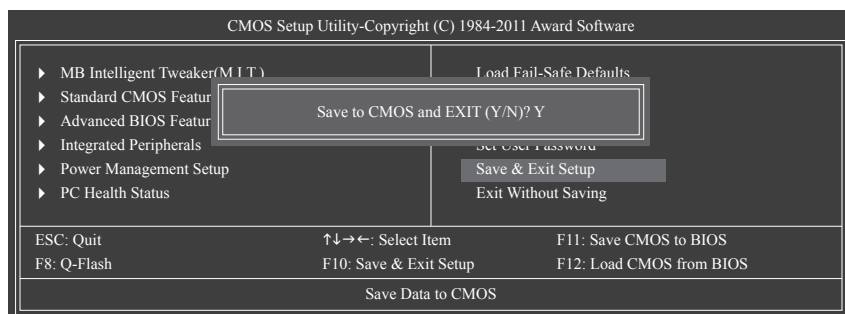 CMOS Setup Utility-Copyright (C) 1984-2011 Award Software
MB Intelligent Tweaker(M.I.T.)
Standard CMOS Featur
Advanced BIOS Featur
Integrated Peripherals
Power Management Setup
PC Health Status
Load Fail-Safe Defaults
Set User Password
Save & Exit Setup
Exit Without Saving
Save to CMOS and EXIT (Y/N)? Y
ESC: Quit
↑↓→←: Select Item
F11: Save CMOS to BIOS
F8: Q-Flash
F10: Save & Exit Setup
F12: Load CMOS from BIOS
Save Data to CMOS